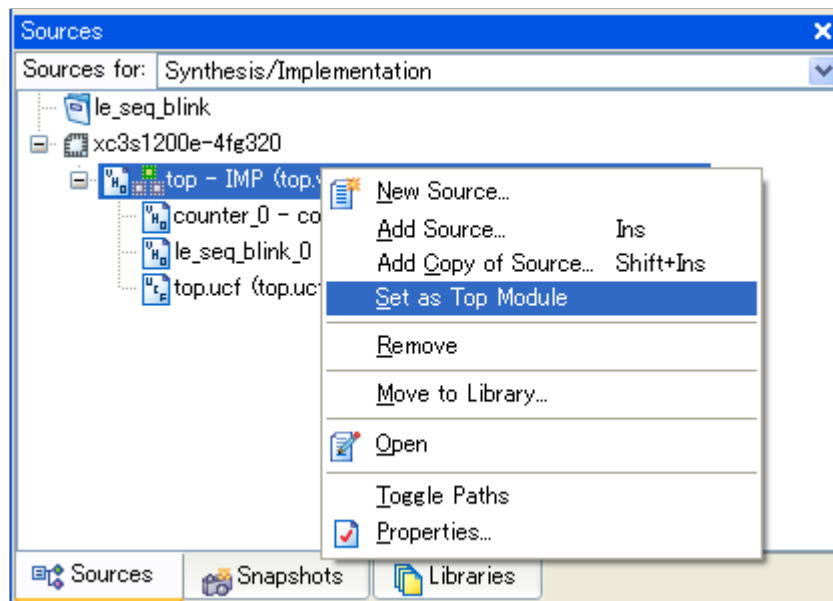 Sources
Sources for: Synthesis/Implementation
le_seq_blink
xc3s1200e-4fg320
top - IMP (top.v
counter_0 - co
le_seq_blink_0
top.ucf (top.uc
New Source...
Add Source... Ins
Add Copy of Source... Shift+Ins
Set as Top Module
Remove
Move to Library...
Open
Toggle Paths
Properties...
Sources Snapshots Libraries